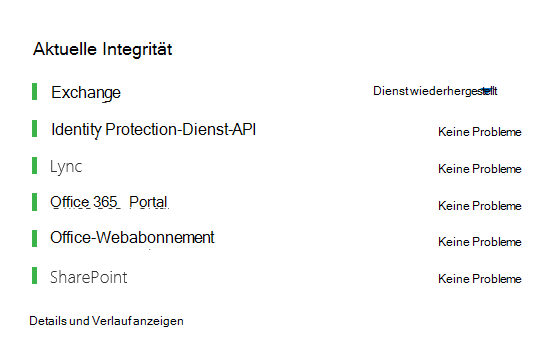 Aktuelle Integrität
Exchange Dienst wiederhergestellt
Identity Protection-Dienst-API Keine Probleme
Lync Keine Probleme
Office 365 Portal Keine Probleme
Office-Webabonnement Keine Probleme
SharePoint Keine Probleme
Details und Verlauf anzeigen